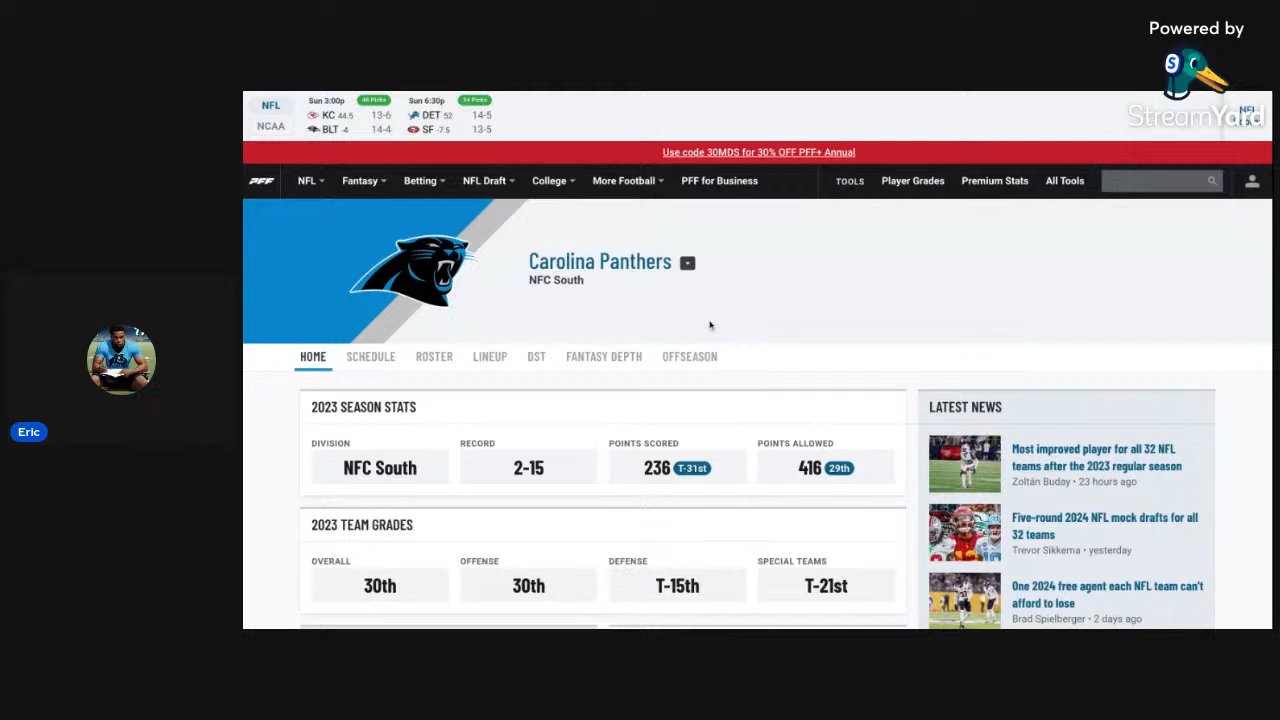 Powered by
S
StreamYard
NFL
NCAA
Sun 3:00p 46 Picks
KC 44.5 13-6
BLT -4 14-4
Sun 6:30p 34 Picks
DET 52 14-5
SF -7.5 13-5
NFL
Use code 30MDS for 30% OFF PFF+ Annual
PFF
NFL
Fantasy
Betting
NFL Draft
College
More Football
PFF for Business
TOOLS
Player Grades
Premium Stats
All Tools
Carolina Panthers
NFC South
HOME
SCHEDULE
ROSTER
LINEUP
DST
FANTASY DEPTH
OFFSEASON
2023 SEASON STATS
DIVISION
NFC South
RECORD
2-15
POINTS SCORED
236 T-31st
POINTS ALLOWED
416 29th
2023 TEAM GRADES
OVERALL
30th
OFFENSE
30th
DEFENSE
T-15th
SPECIAL TEAMS
T-21st
LATEST NEWS
Most improved player for all 32 NFL
teams after the 2023 regular season
Zoltán Buday • 23 hours ago
Five-round 2024 NFL mock drafts for all
32 teams
Trevor Sikkema • yesterday
One 2024 free agent each NFL team can't
afford to lose
Brad Spielberger • 2 days ago
Eric